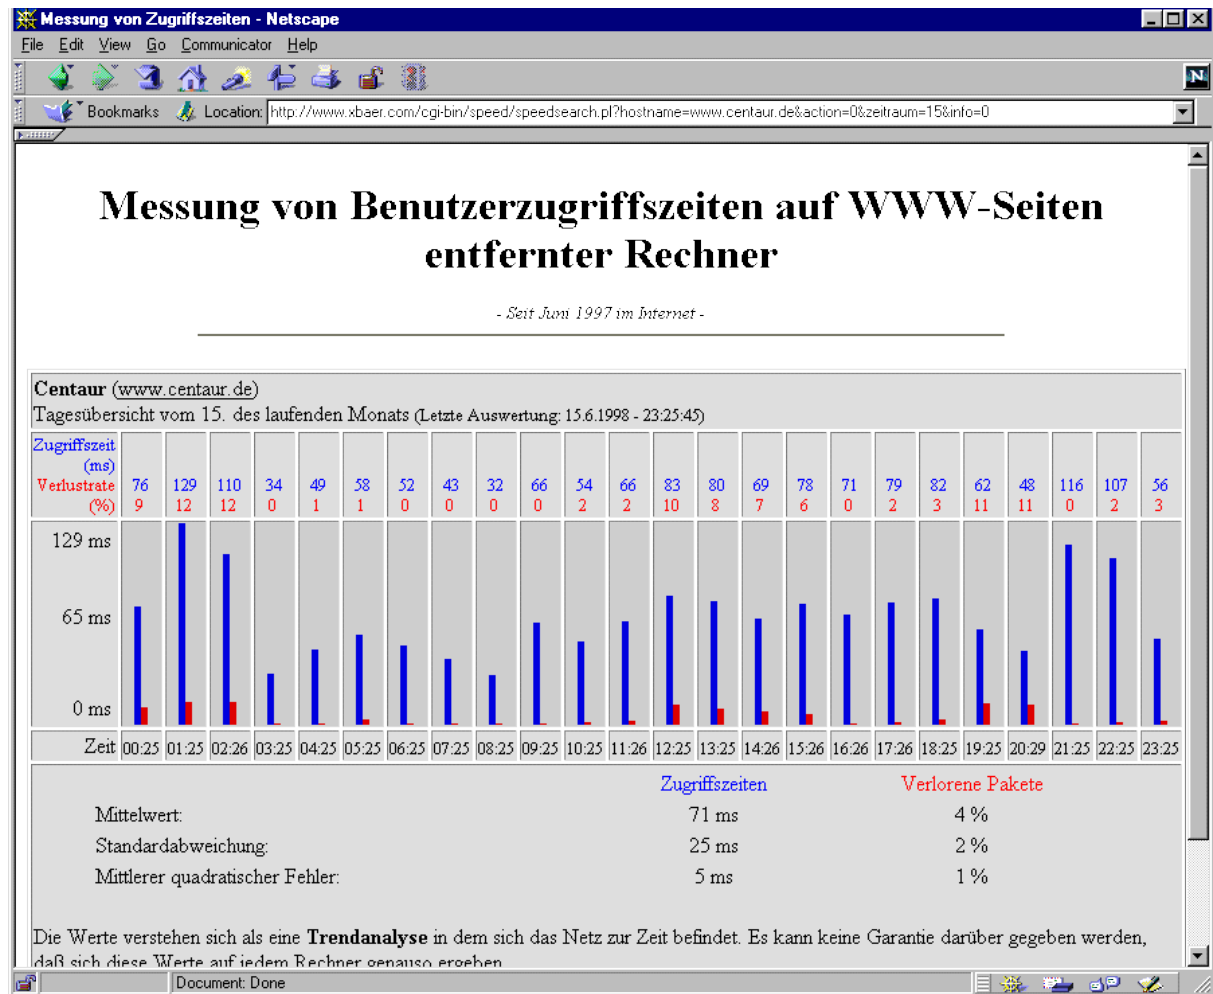 Messung von Zugriffszeiten - Netscape
File Edit View Go Communicator Help
N
Bookmarks Location: http://www.xbaer.com/cgi-bin/speed/speedsearch.pl?hostname=www.centaur.de&action=0&zeitraum=15&info=0
Messung von Benutzerzugriffszeiten auf WWW-Seiten
entfernter Rechner
- Seit Juni 1997 im Internet -
Centaur (www.centaur.de)
Tagesübersicht vom 15. des laufenden Monats (Letzte Auswertung: 15.6.1998 - 23:25:45)
Zugriffszeit
(ms)
Verlustrate 76 129 110 34 49 58 52 43 32 66 54 66 83 80 69 78 71 79 82 62 48 116 107 56
(%) 9 12 12 0 1 1 0 0 0 0 2 2 10 8 7 6 0 2 3 11 11 0 2 3
129 ms
65 ms
0 ms
Zeit 00:25 01:25 02:26 03:25 04:25 05:25 06:25 07:25 08:25 09:25 10:25 11:26 12:25 13:25 14:26 15:26 16:26 17:26 18:25 19:25 20:29 21:25 22:25 23:25
Zugriffszeiten Verlorene Pakete
Mittelwert: 71 ms 4 %
Standardabweichung: 25 ms 2 %
Mittlerer quadratischer Fehler: 5 ms 1 %
Die Werte verstehen sich als eine Trendanalyse in dem sich das Netz zur Zeit befindet. Es kann keine Garantie darüber gegeben werden,
daß sich diese Werte auf jedem Rechner genauso ergeben
Document: Done